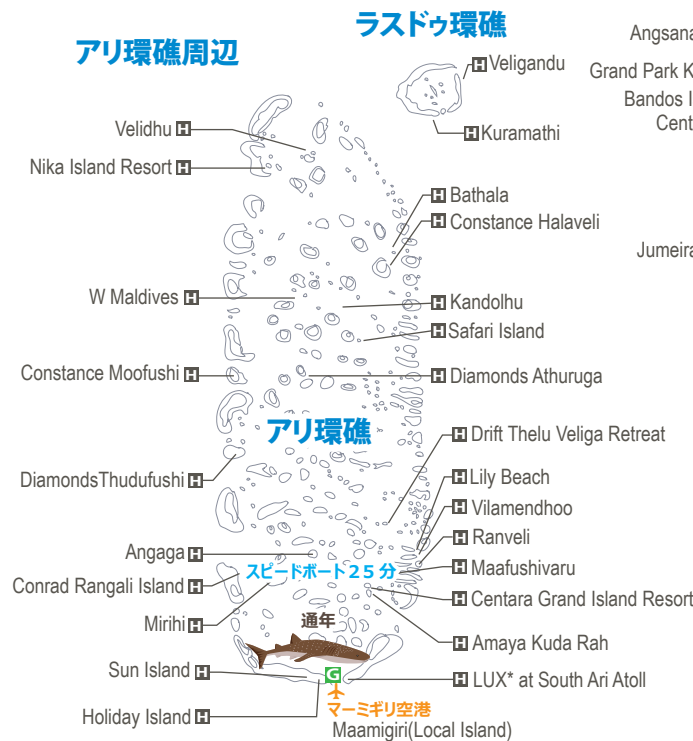 アリ環礁周辺
ラスドゥ環礁
H Veligandu
H Kuramathi
Angsana
Grand Park K
Bandos I
Cent
Jumeira
Velidhu H
Nika Island Resort H
H Bathala
H Constance Halaveli
W Maldives H
H Kandolhu
H Safari Island
Constance Moofushi H
H Diamonds Athuruga
アリ環礁
H Drift Thelu Veliga Retreat
DiamondsThudufushi H
H Lily Beach
H Vilamendhoo
H Ranveli
Angaga H
スピードボート25分
H Maafushivaru
Conrad Rangali Island H
H Centara Grand Island Resort
Mirihi H
通年
H Amaya Kuda Rah
Sun Island H
G
H LUX* at South Ari Atoll
Holiday Island H
マーミギリ空港
Maamigiri(Local Island)